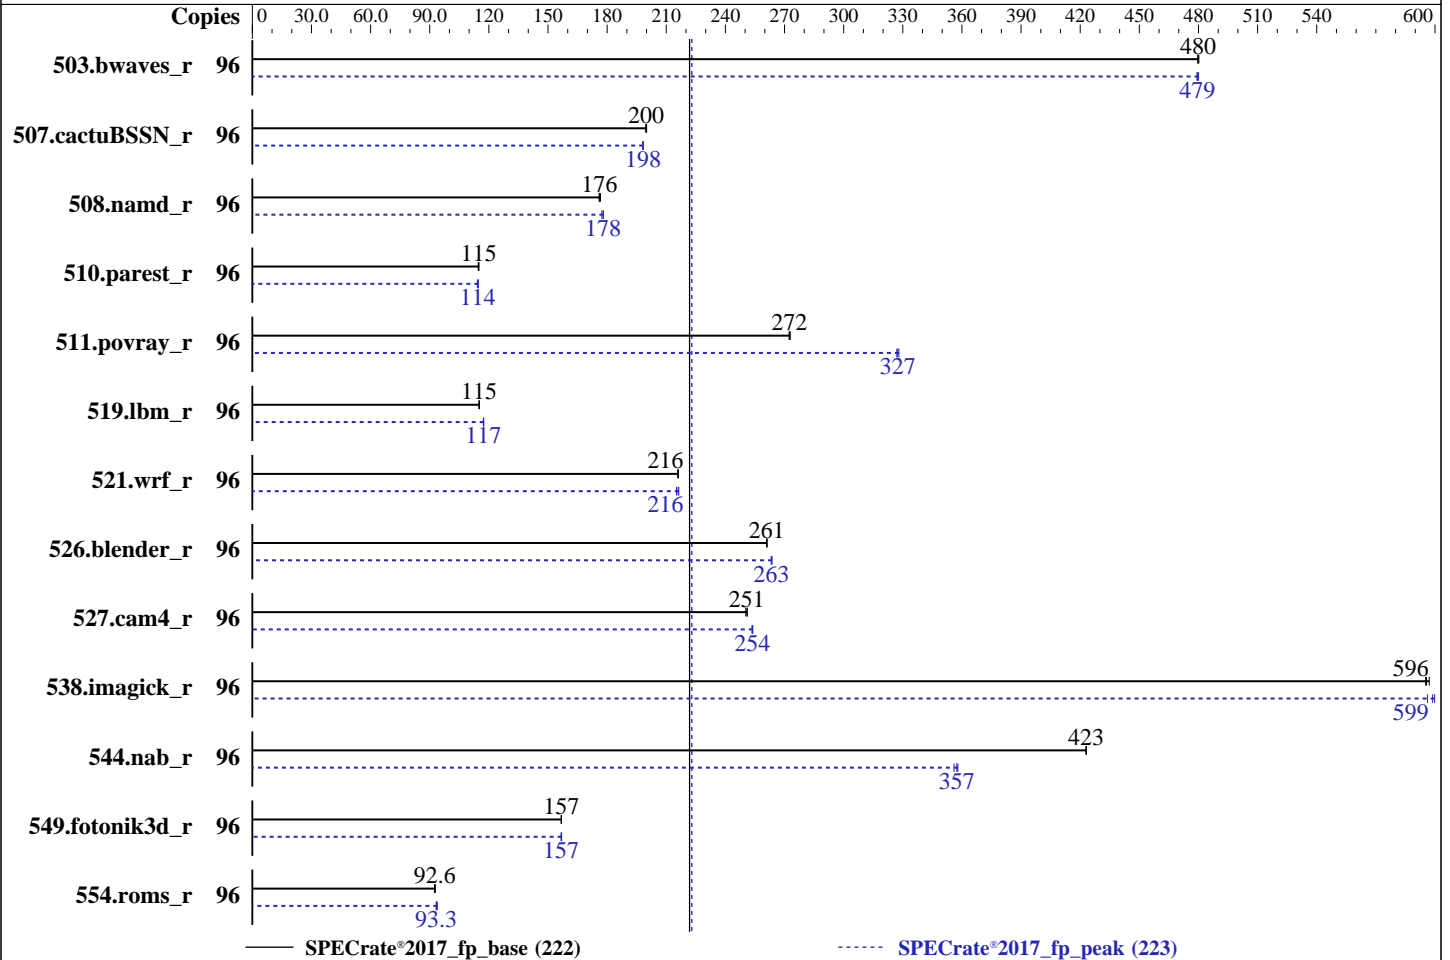 Copies 0 30.0 60.0 90.0 120 150 180 210 240 270 300 330 360 390 420 450 480 510 540 600
503.bwaves_r 96 480
479
507.cactuBSSN_r 96 200
198
508.namd_r 96 176
178
510.parest_r 96 115
114
511.povray_r 96 272
327
519.lbm_r 96 115
117
521.wrf_r 96 216
216
526.blender_r 96 261
263
527.cam4_r 96 251
254
538.imagick_r 96 596
599
544.nab_r 96 423
357
549.fotonik3d_r 96 157
157
554.roms_r 96 92.6
93.3
SPECrate®2017_fp_base (222) SPECrate®2017_fp_peak (223)